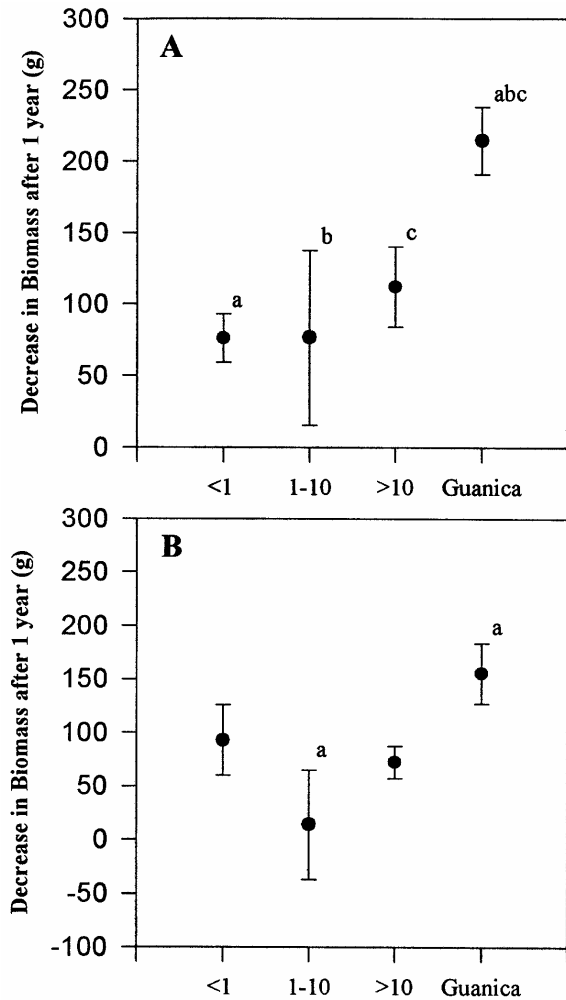 300
A
250
abc
200
150
b
c
100
a
50
0
Decrease in Biomass after 1 year (g)
<1 1-10 >10 Guanica
300
B
250
200
a
150
100
a
50
0
-50
-100
Decrease in Biomass after 1 year (g)
<1 1-10 >10 Guanica